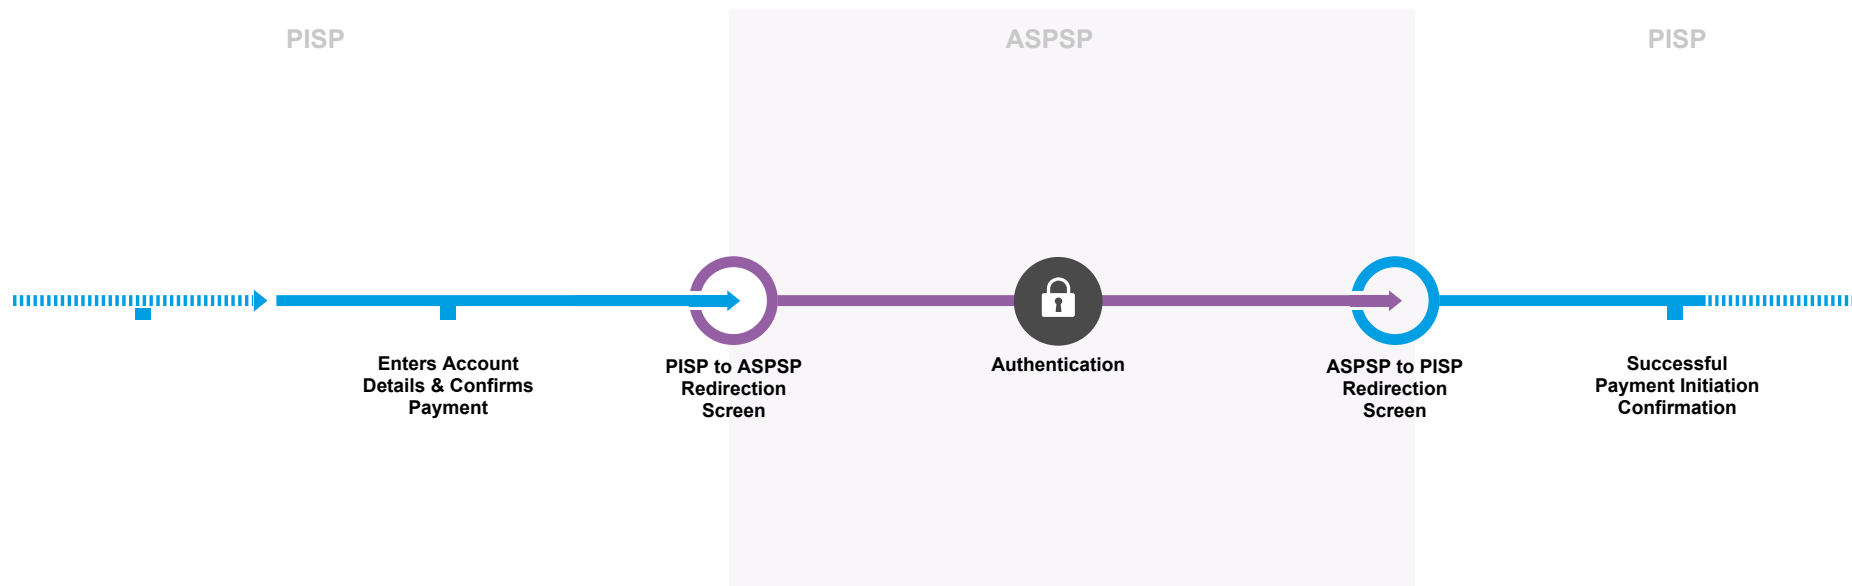 PISP
ASPSP
PISP
Enters Account
Details & Confirms
Payment
PISP to ASPSP
Redirection
Screen
Authentication
ASPSP to PISP
Redirection
Screen
Successful
Payment Initiation
Confirmation